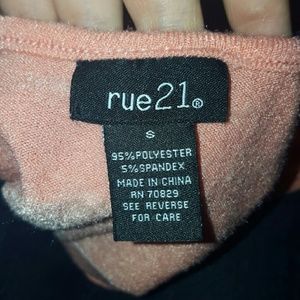 rue21®
S
95%POLYESTER
5%SPANDEX
MADE IN CHINA
RN 70829
SEE REVERSE
FOR CARE